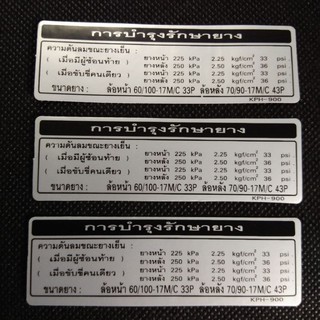 การบำรุงรักษายาง
ความดันลมขณะยางเย็น :
( เมื่อมีผู้ซ้อนท้าย ) ยางหน้า 225 kPa 2.25 kgf/cm² 33 psi
ยางหลัง 250 kPa 2.50 kgf/cm² 36 psi
( เมื่อขับขี่คนเดียว ) ยางหน้า 225 kPa 2.25 kgf/cm² 33 psi
ยางหลัง 250 kPa 2.50 kgf/cm² 36 psi
ขนาดยาง : ล้อหน้า 60/100-17M/C 33P ล้อหลัง 70/90-17M/C 43P
KPH-900
การบำรุงรักษายาง
ความดันลมขณะยางเย็น :
( เมื่อมีผู้ซ้อนท้าย ) ยางหน้า 225 kPa 2.25 kgf/cm² 33 psi
ยางหลัง 250 kPa 2.50 kgf/cm² 36 psi
( เมื่อขับขี่คนเดียว ) ยางหน้า 225 kPa 2.25 kgf/cm² 33 psi
ยางหลัง 250 kPa 2.50 kgf/cm² 36 psi
ขนาดยาง : ล้อหน้า 60/100-17M/C 33P ล้อหลัง 70/90-17M/C 43P
KPH-900
การบำรุงรักษายาง
ความดันลมขณะยางเย็น :
( เมื่อมีผู้ซ้อนท้าย ) ยางหน้า 225 kPa 2.25 kgf/cm² 33 psi
ยางหลัง 250 kPa 2.50 kgf/cm² 36 psi
( เมื่อขับขี่คนเดียว ) ยางหน้า 225 kPa 2.25 kgf/cm² 33 psi
ยางหลัง 250 kPa 2.50 kgf/cm² 36 psi
ขนาดยาง : ล้อหน้า 60/100-17M/C 33P ล้อหลัง 70/90-17M/C 43P
KPH-900